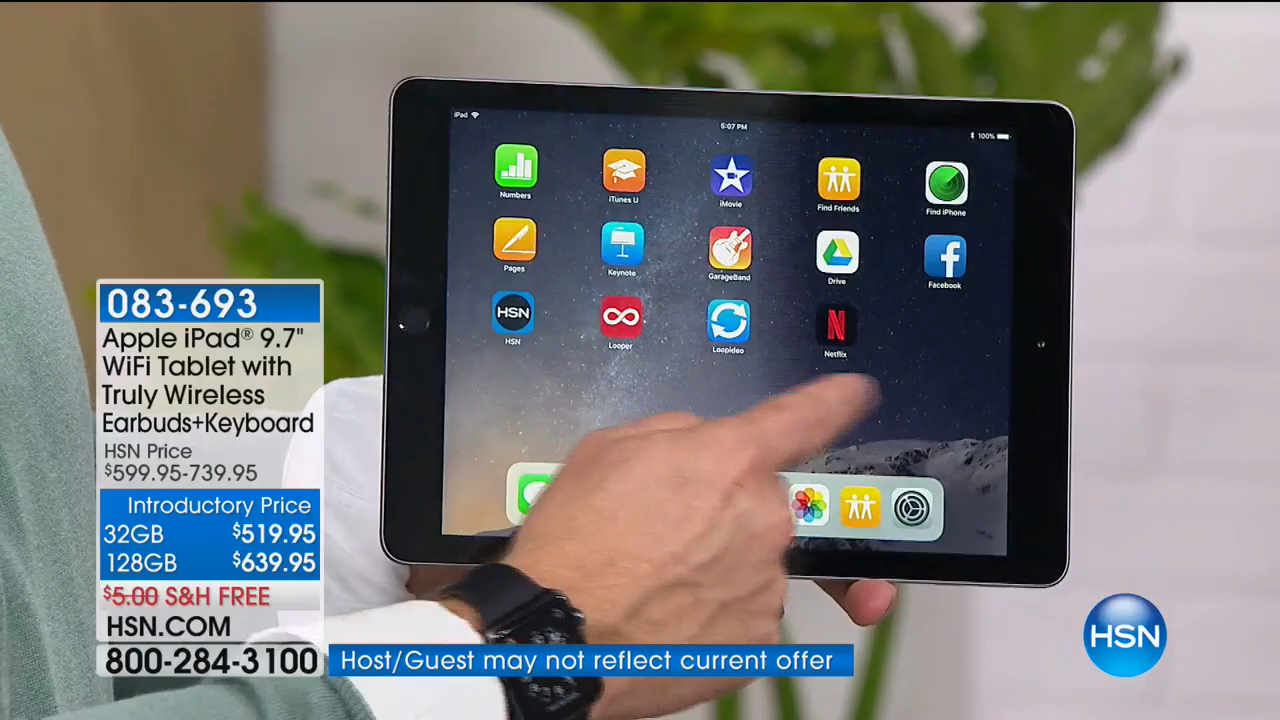 iPad
5:07 PM
100%
Numbers
iTunes U
iMovie
Find Friends
Find iPhone
Pages
Keynote
GarageBand
Drive
Facebook
HSN
HSN
Looper
Loopideo
N
Netflix
f
083-693
Apple iPad® 9.7"
WiFi Tablet with
Truly Wireless
Earbuds+Keyboard
HSN Price
$599.95-739.95
Introductory Price
32GB $519.95
128GB $639.95
$5.00 S&H FREE
HSN.COM
800-284-3100
Host/Guest may not reflect current offer
HSN